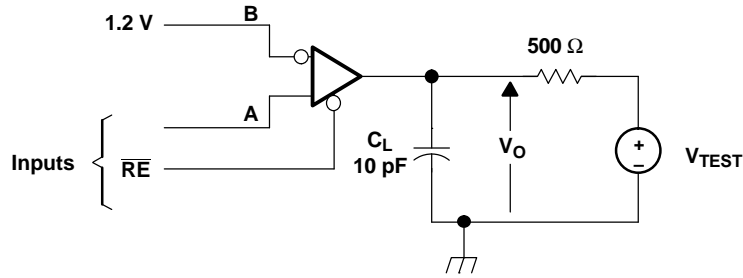 1.2 V
B
500 Ω
A
Inputs
RE
C_L
10 pF
V_O
+
–
V_TEST